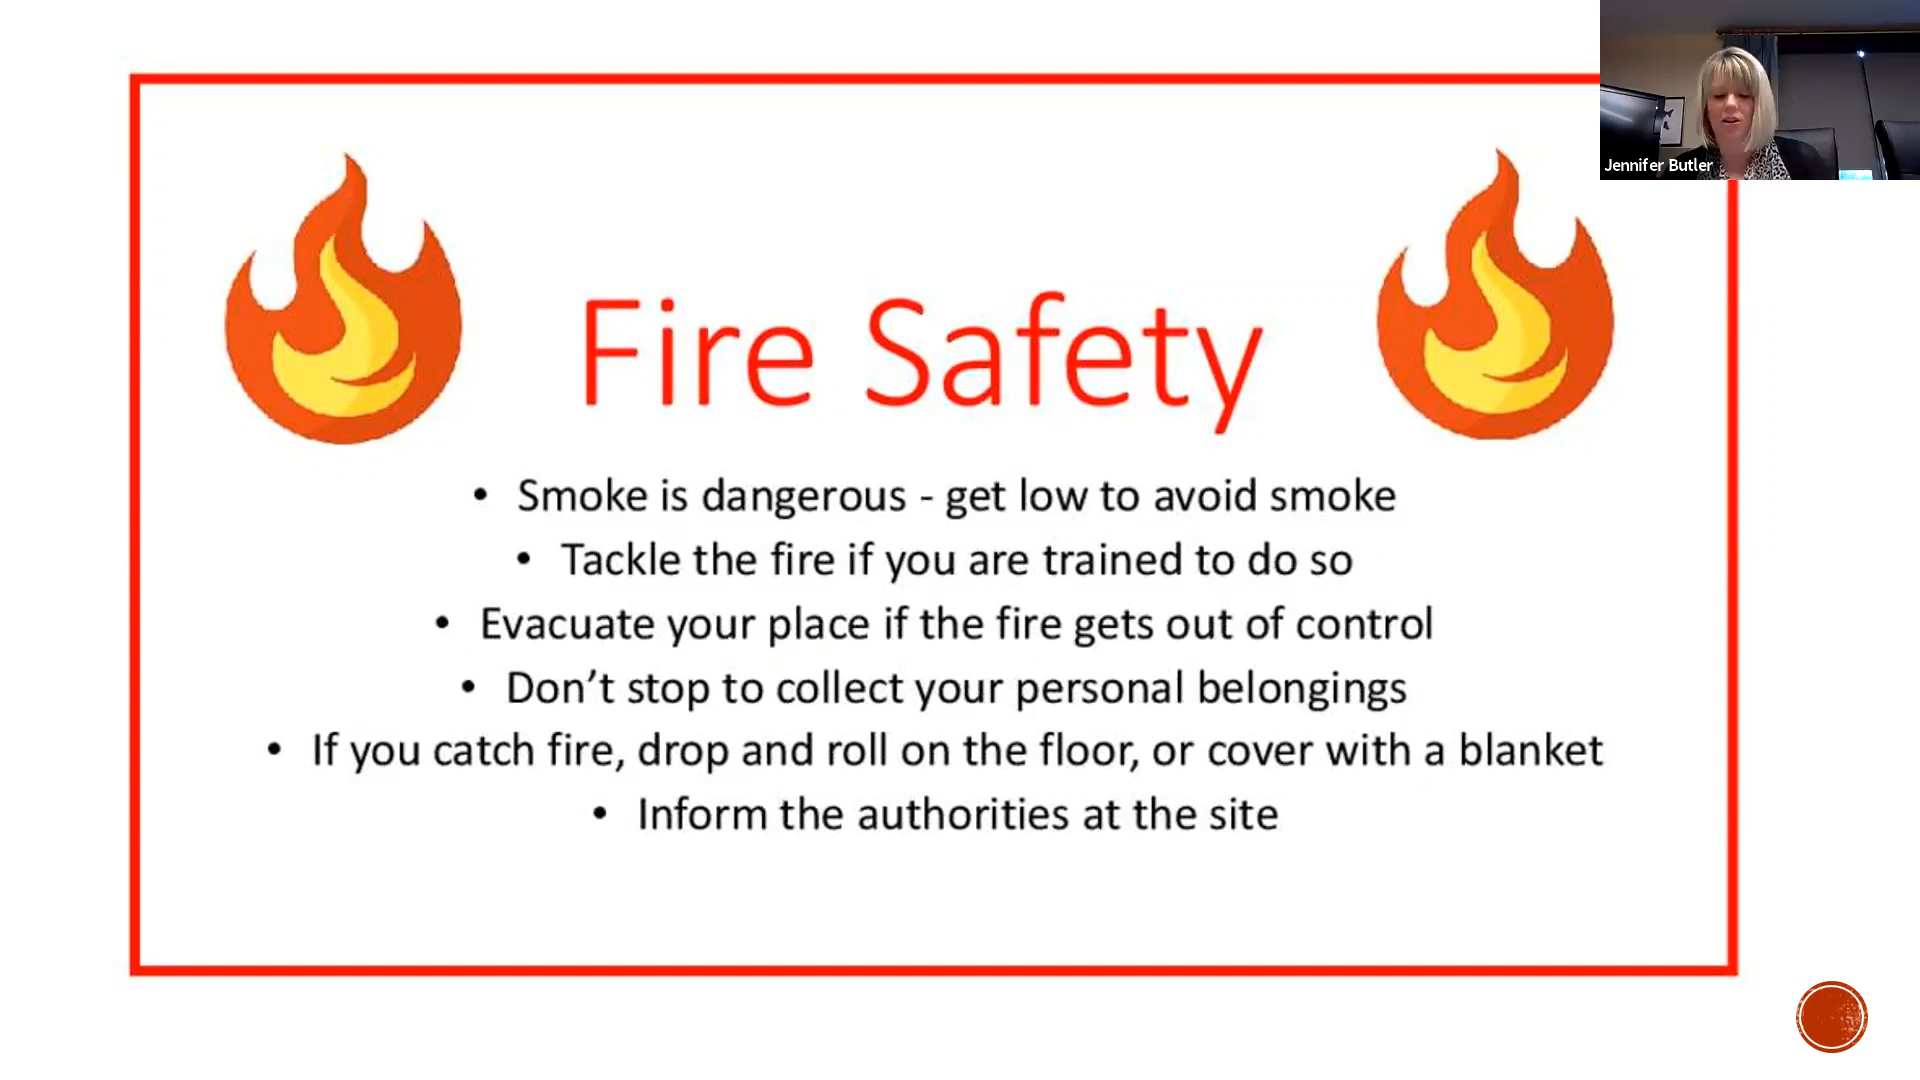 Jennifer Butler
Fire Safety
• Smoke is dangerous - get low to avoid smoke
• Tackle the fire if you are trained to do so
• Evacuate your place if the fire gets out of control
• Don’t stop to collect your personal belongings
• If you catch fire, drop and roll on the floor, or cover with a blanket
• Inform the authorities at the site